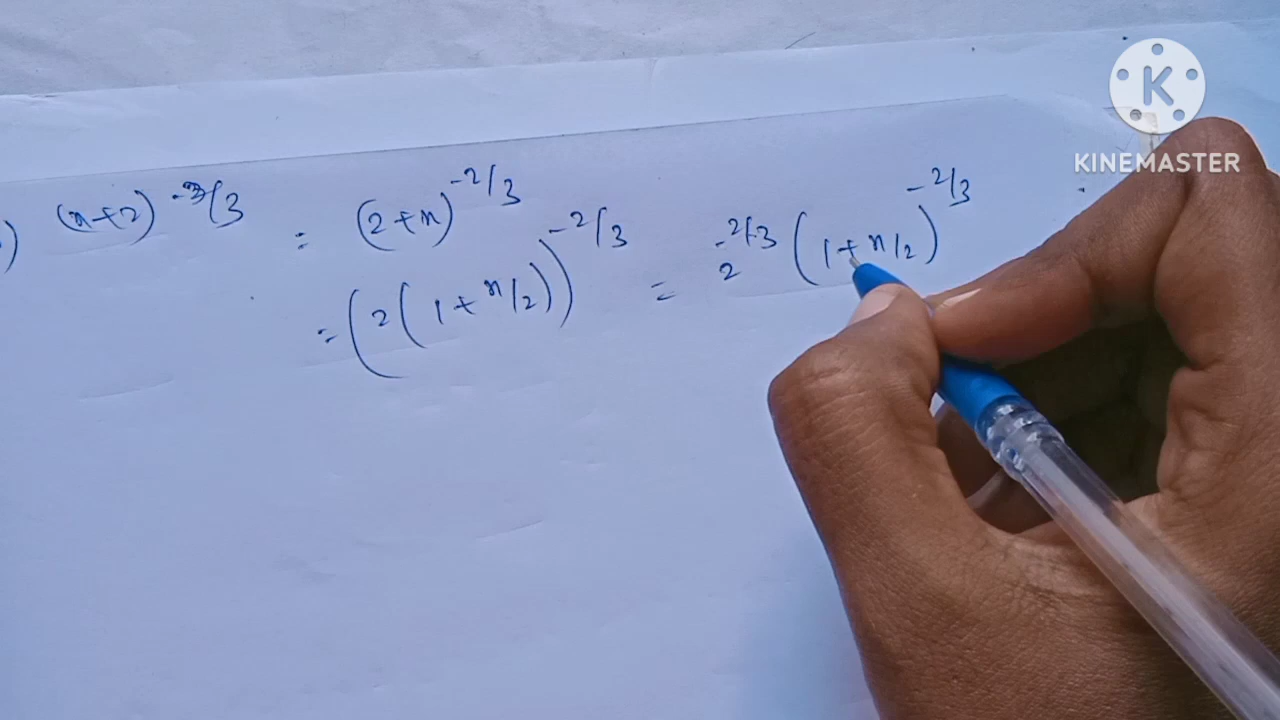 ) (x+2)^-2/3 = (2+x)^-2/3
= (2(1+x/2))^-2/3 = 2^-2/3 (1+x/2)^-2/3
K
KINEMASTER